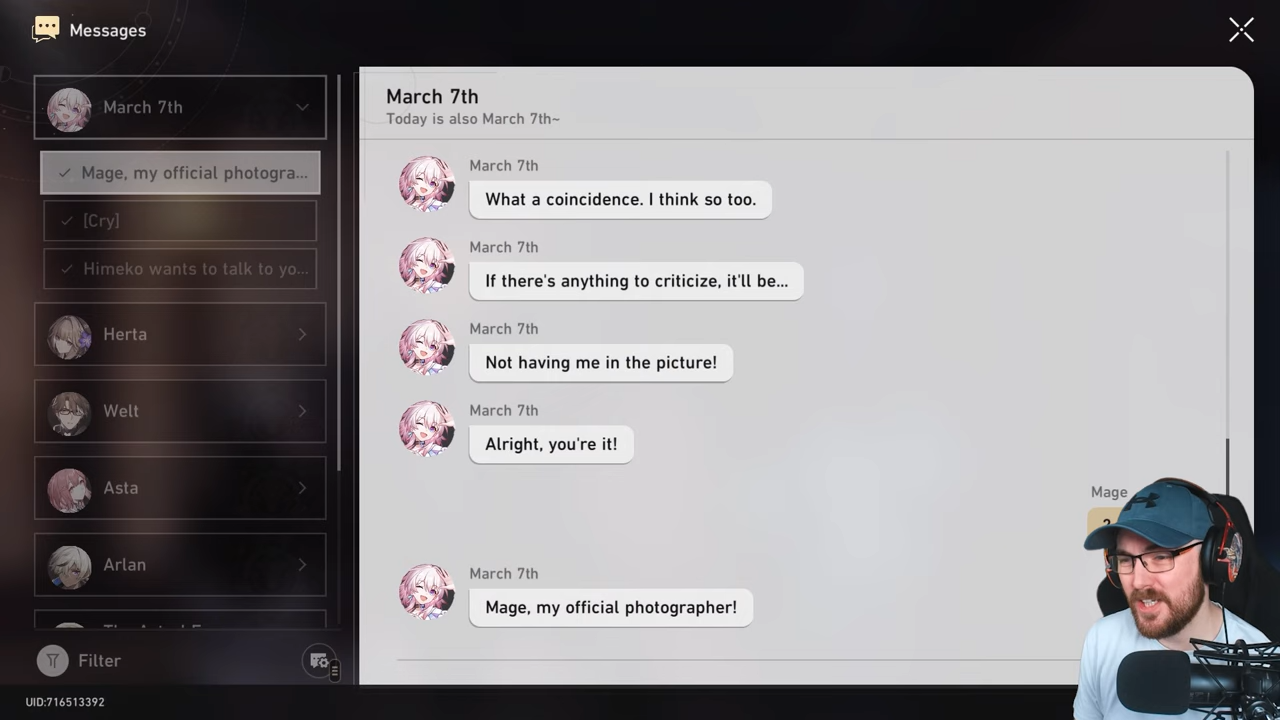 Messages
March 7th
Mage, my official photogra...
[Cry]
Himeko wants to talk to yo...
Herta
Welt
Asta
Arlan
Filter
UID:716513392
March 7th
Today is also March 7th~
March 7th
What a coincidence. I think so too.
March 7th
If there's anything to criticize, it'll be...
March 7th
Not having me in the picture!
March 7th
Alright, you're it!
Mage
March 7th
Mage, my official photographer!